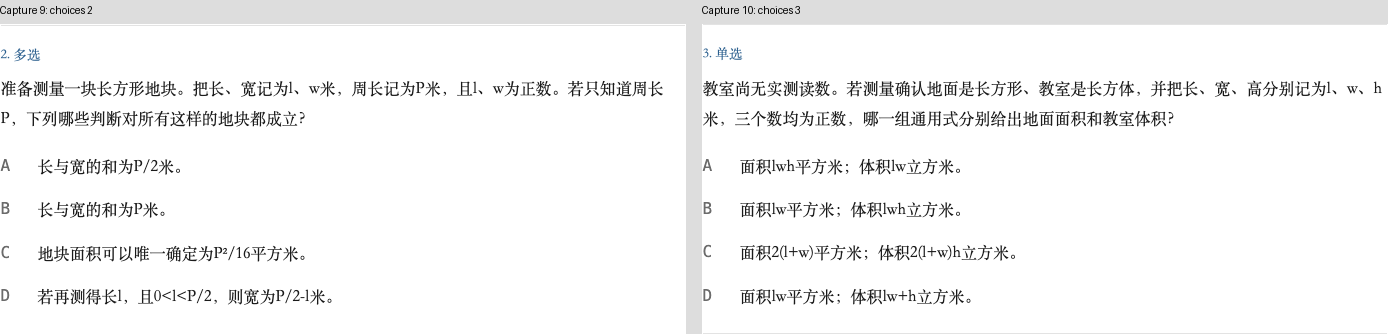 Capture 9: choices 2
2. 多选
准备测量一块长方形地块。把长、宽记为l、w米，周长记为P米，且l、w为正数。若只知道周长
P，下列哪些判断对所有这样的地块都成立？
A 长与宽的和为P/2米。
B 长与宽的和为P米。
C 地块面积可以唯一确定为P²/16平方米。
D 若再测得长l，且0<l<P/2，则宽为P/2-l米。
Capture 10: choices 3
3. 单选
教室尚无实测读数。若测量确认地面是长方形、教室是长方体，并把长、宽、高分别记为l、w、h
米，三个数均为正数，哪一组通用式分别给出地面面积和教室体积？
A 面积lwh平方米；体积lw立方米。
B 面积lw平方米；体积lwh立方米。
C 面积2(l+w)平方米；体积2(l+w)h立方米。
D 面积lw平方米；体积lw+h立方米。